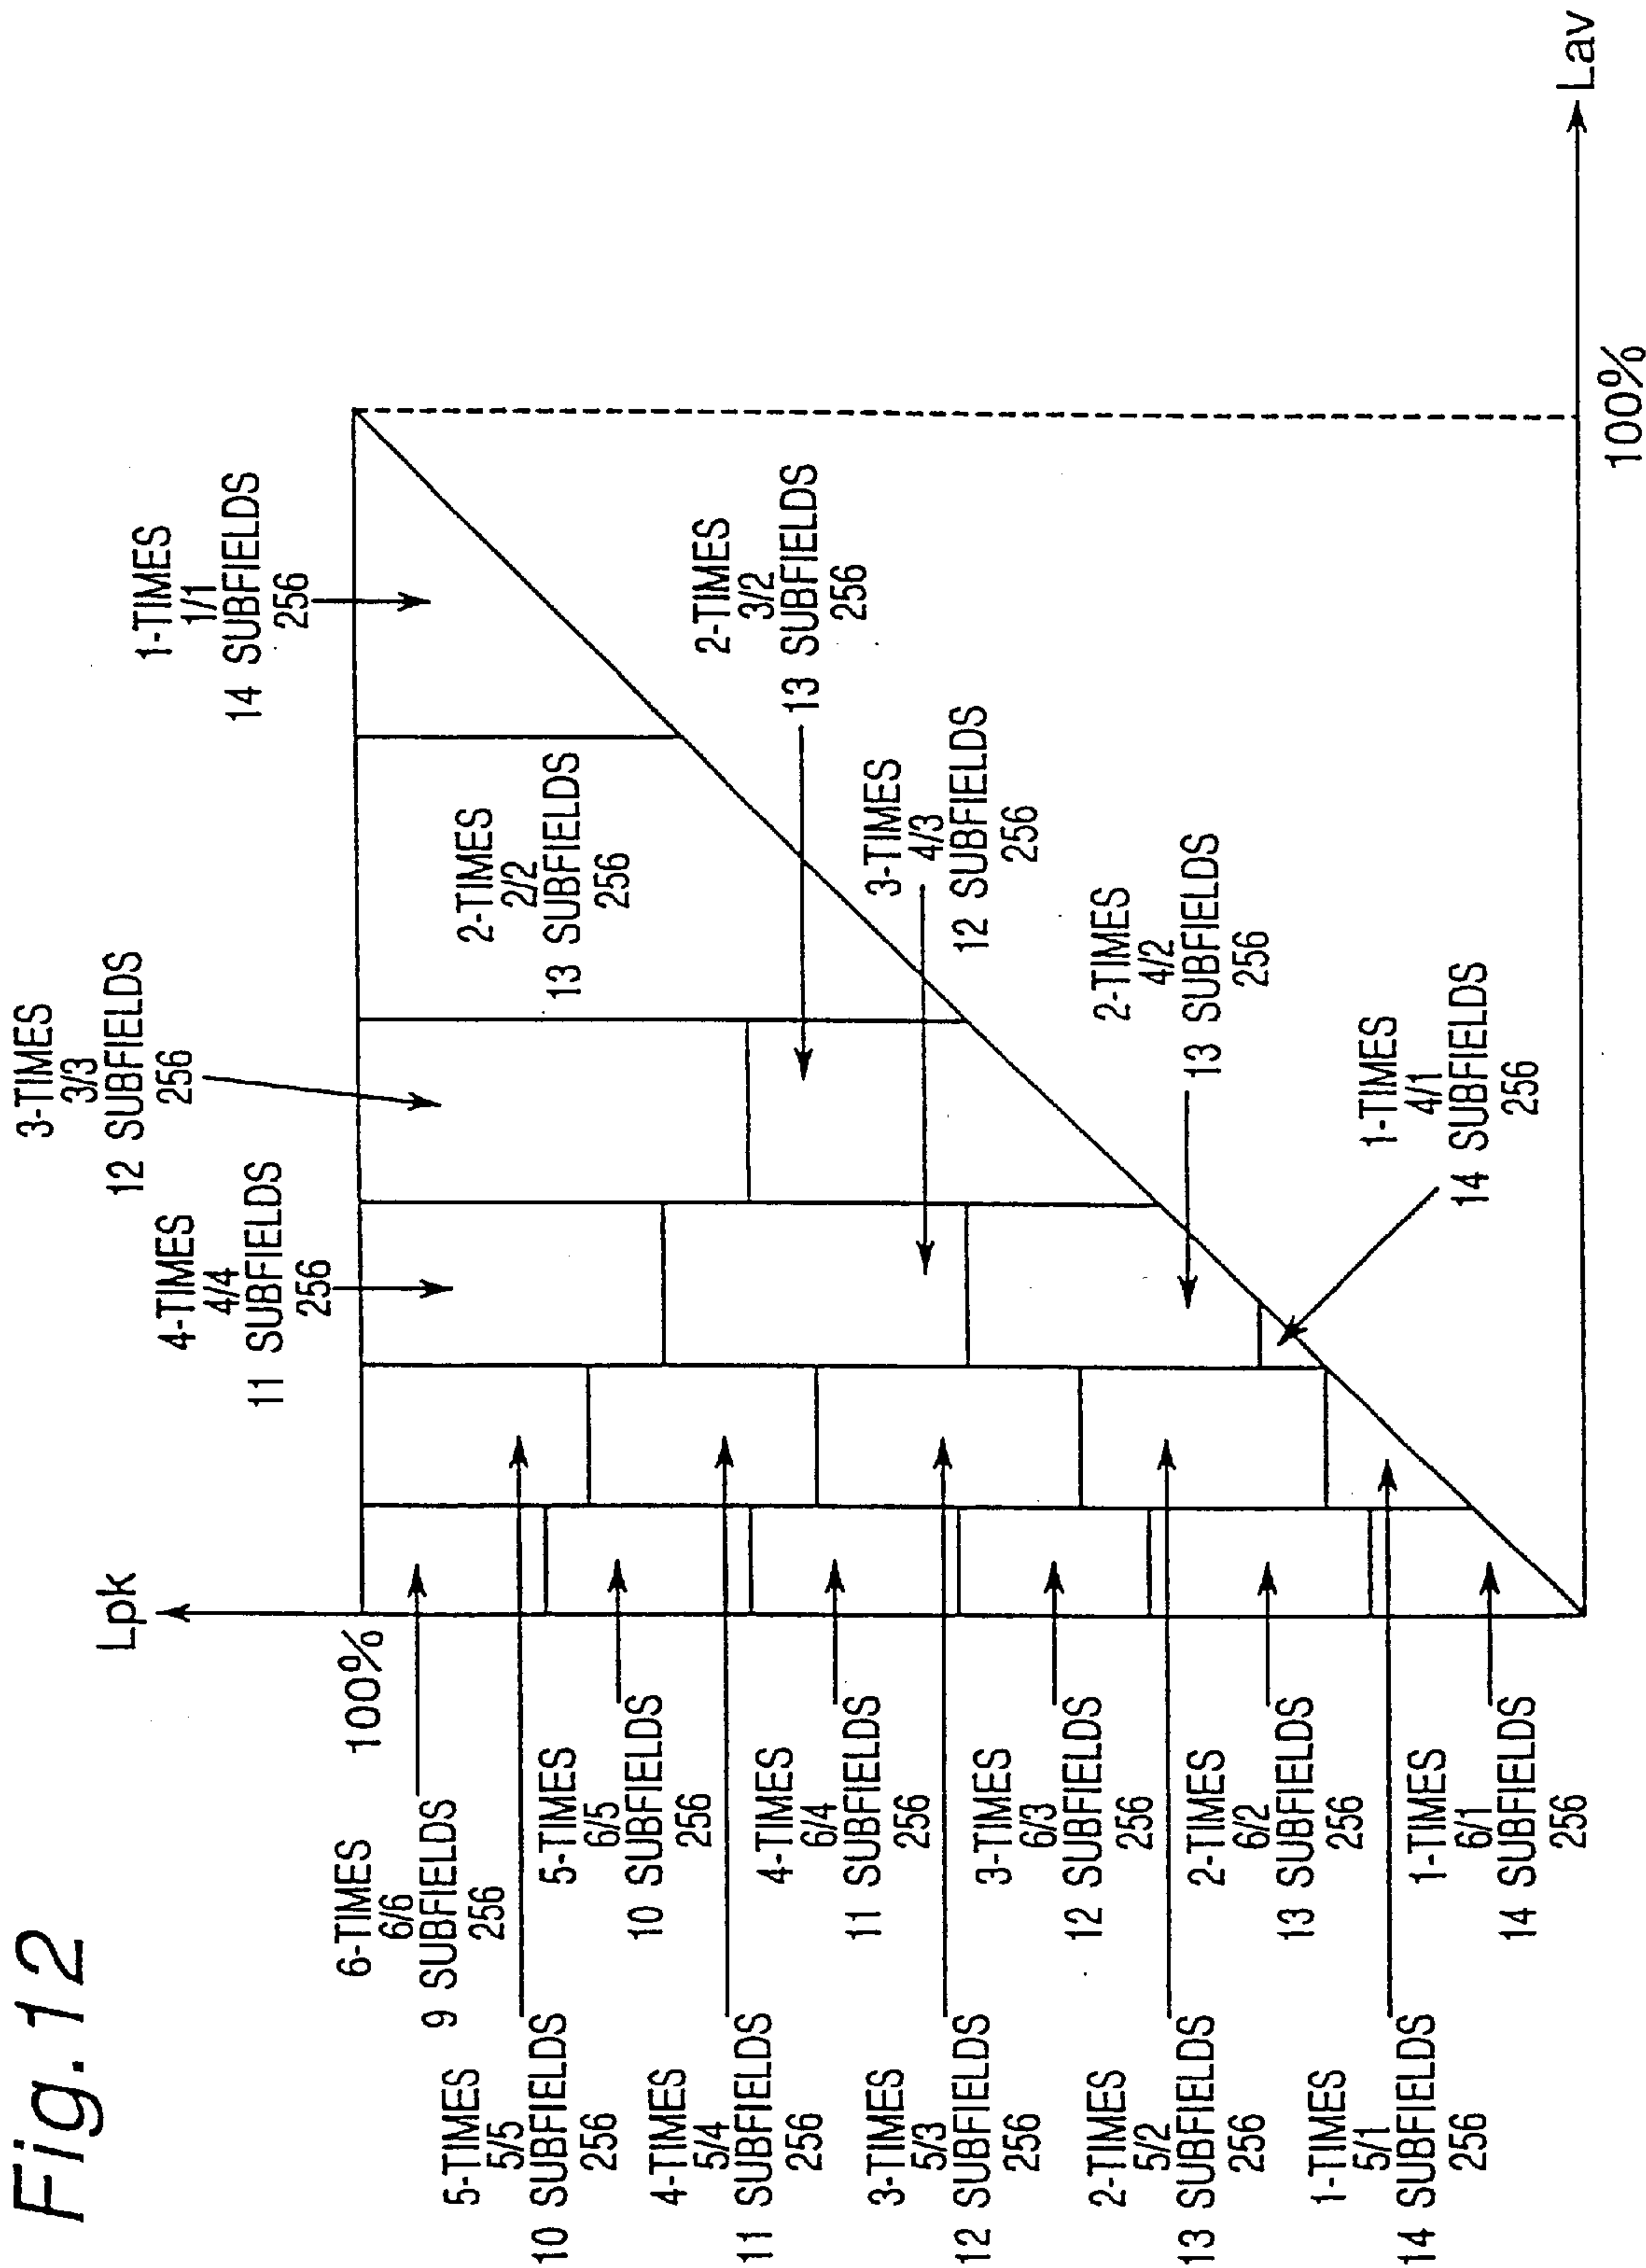 Fig.12
Lpk
100%
3-TIMES
3/3
12 SUBFIELDS
256
4-TIMES
4/4
11 SUBFIELDS
256
1-TIMES
1/1
14 SUBFIELDS
256
6-TIMES
6/6
9 SUBFIELDS
256
2-TIMES
2/2
13 SUBFIELDS
256
5-TIMES
5/5
10 SUBFIELDS
256
5-TIMES
6/5
10 SUBFIELDS
256
2-TIMES
3/2
13 SUBFIELDS
256
4-TIMES
5/4
11 SUBFIELDS
256
4-TIMES
6/4
11 SUBFIELDS
256
3-TIMES
4/3
12 SUBFIELDS
256
3-TIMES
5/3
12 SUBFIELDS
256
3-TIMES
6/3
12 SUBFIELDS
256
2-TIMES
4/2
13 SUBFIELDS
256
2-TIMES
5/2
13 SUBFIELDS
256
2-TIMES
6/2
13 SUBFIELDS
256
1-TIMES
4/1
14 SUBFIELDS
256
1-TIMES
5/1
14 SUBFIELDS
256
1-TIMES
6/1
14 SUBFIELDS
256
100%
Lav